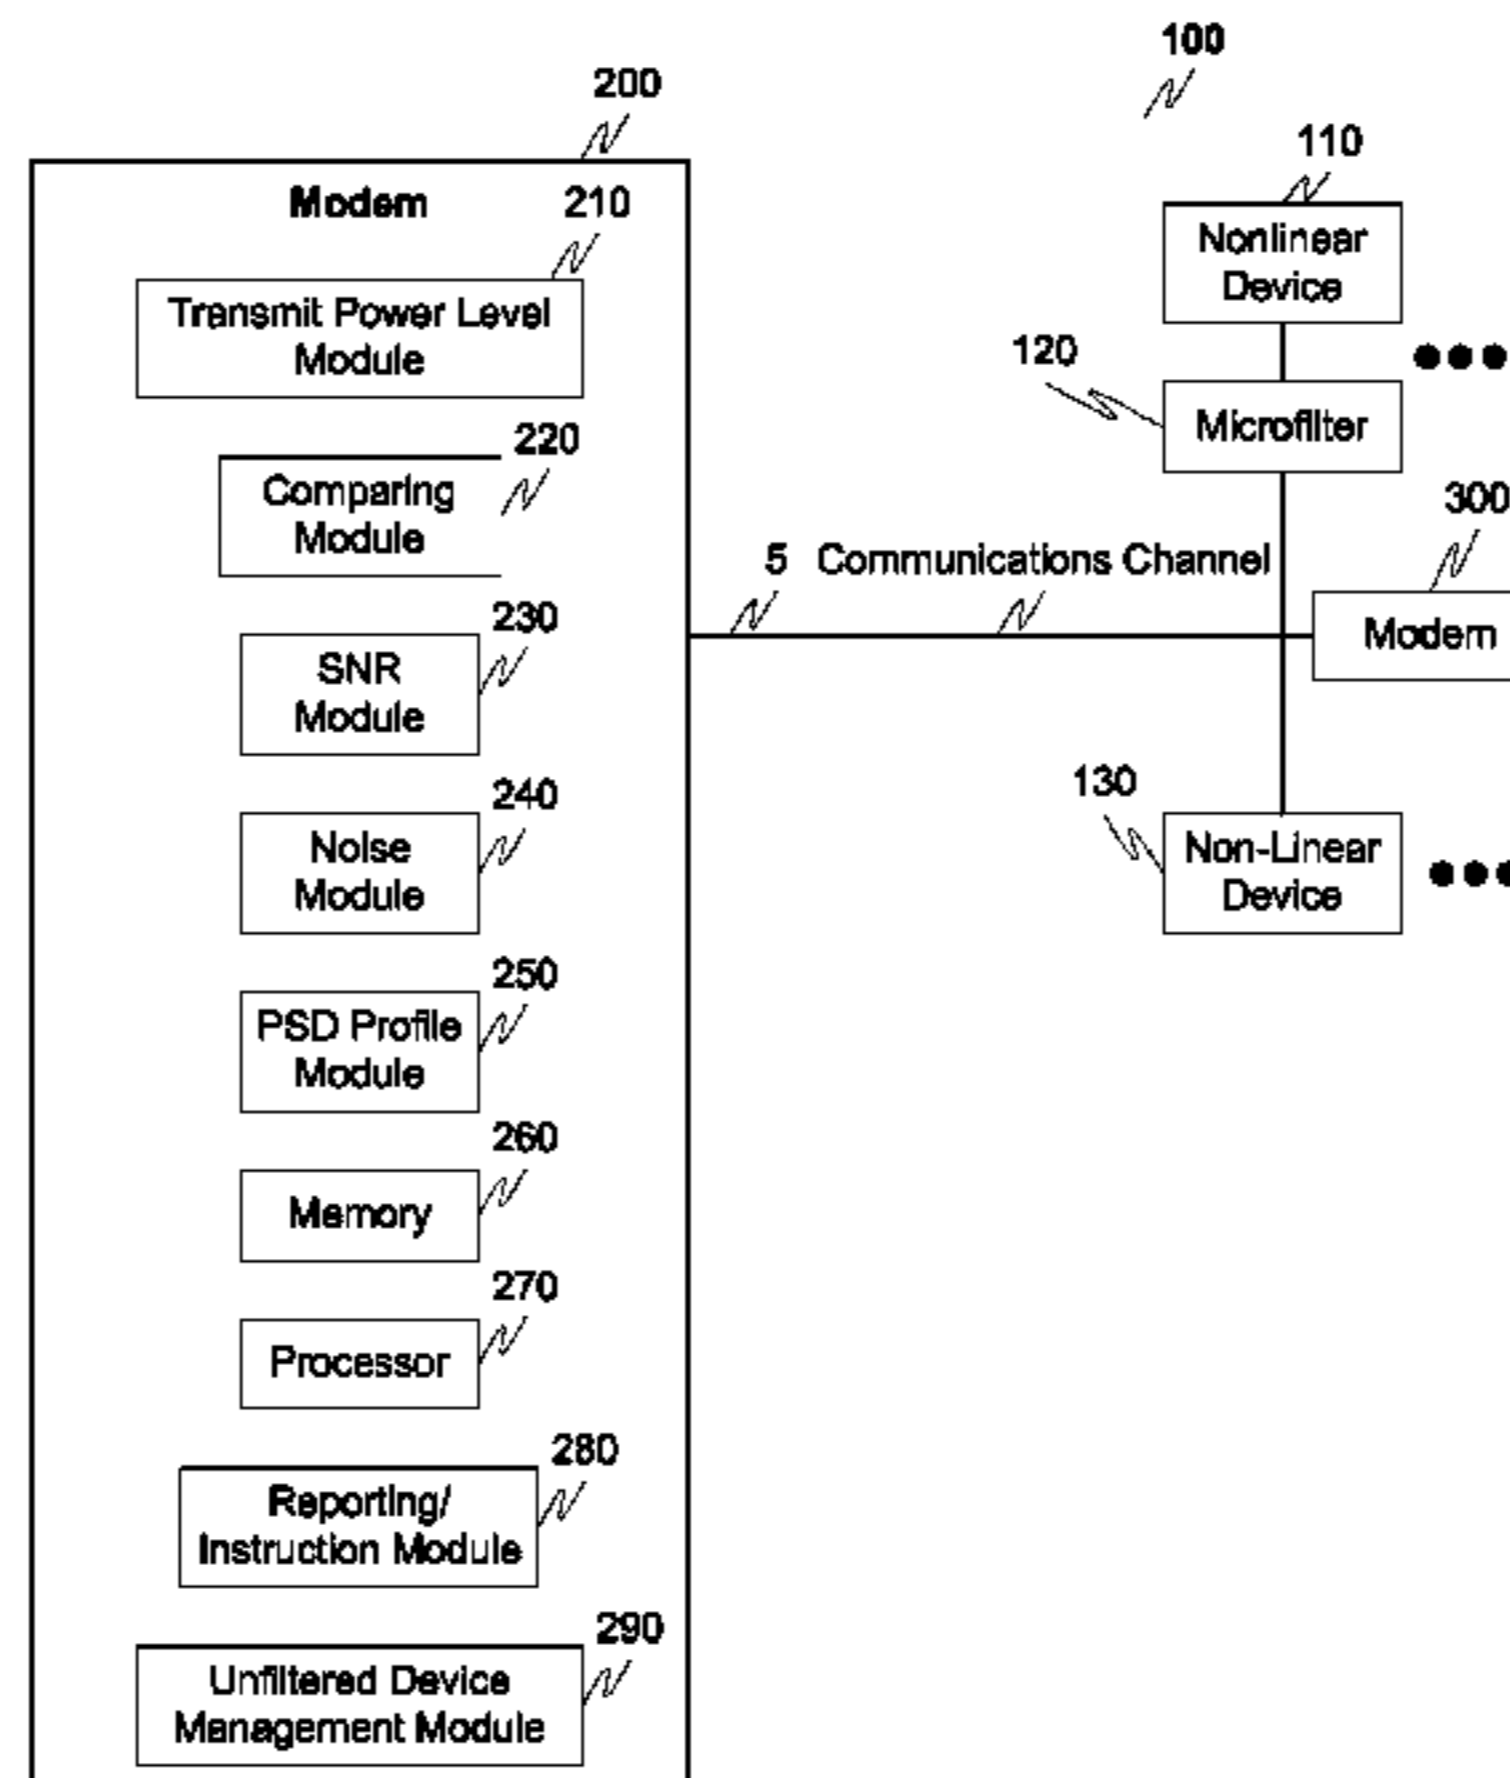 100
200
110
Modem
210
Nonlinear
Device
Transmit Power Level
Module
120
Microfilter
220
Comparing
Module
300
5
Communications Channel
Modem
230
SNR
Module
130
240
Non-Linear
Device
Noise
Module
250
PSD Profile
Module
260
Memory
270
Processor
280
Reporting/
Instruction Module
290
Unfiltered Device
Management Module